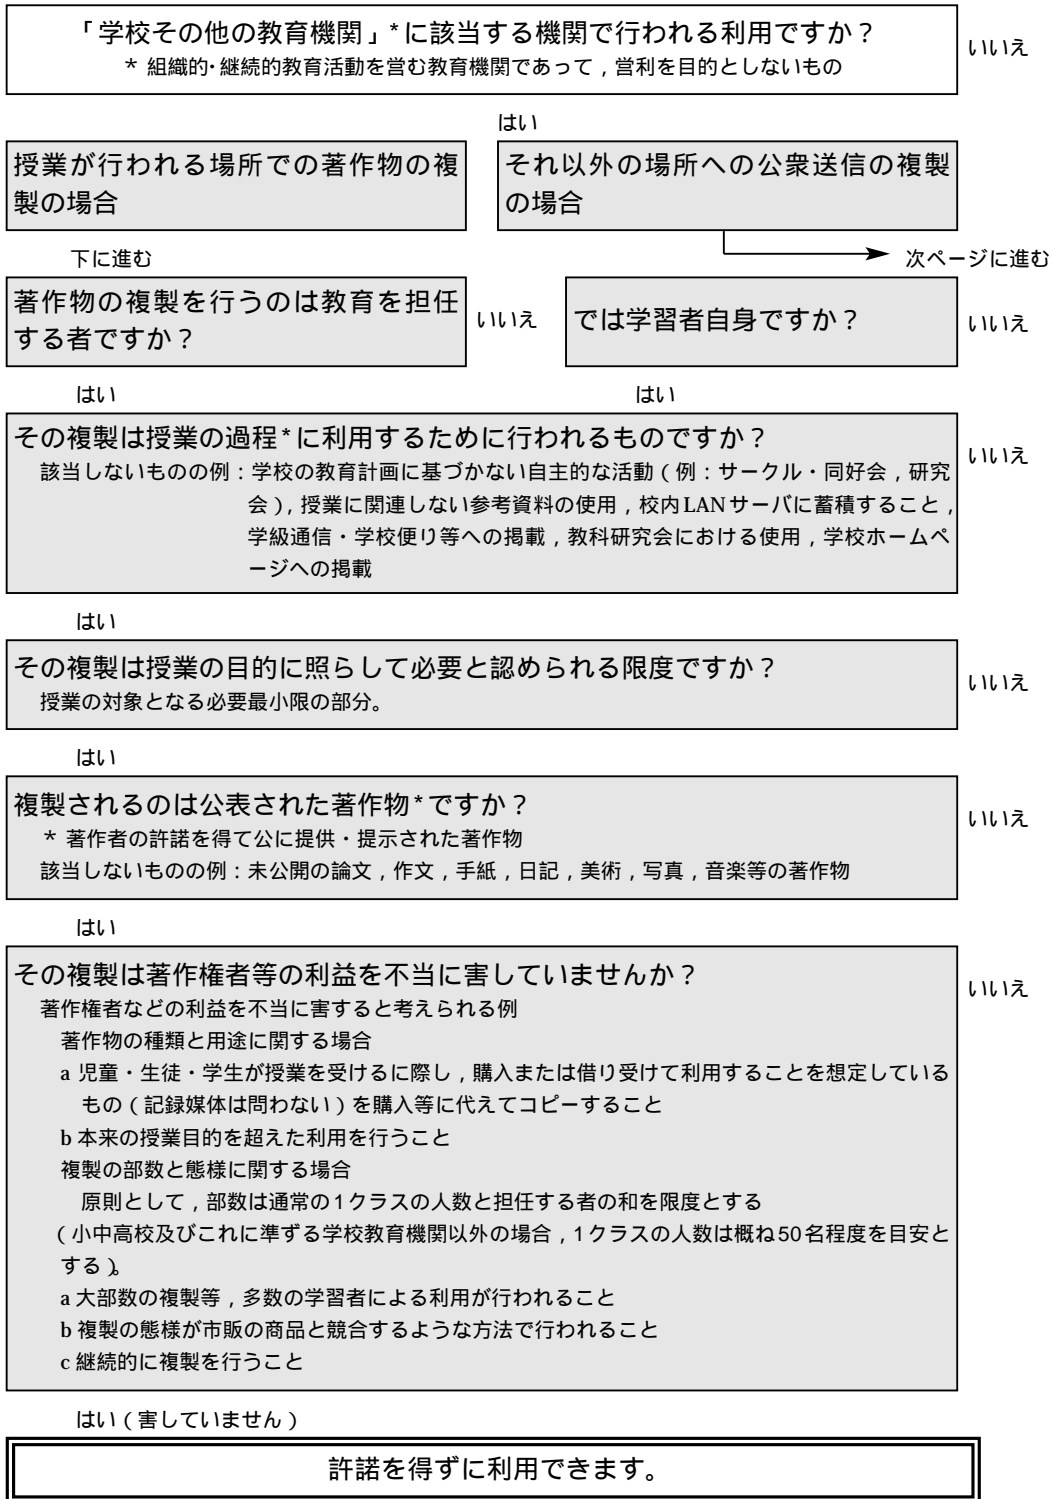 「学校その他の教育機関」*に該当する機関で行われる利用ですか？
いいえ
* 組織的・継続的教育活動を営む教育機関であって，営利を目的としないもの
はい
授業が行われる場所での著作物の複
製の場合
それ以外の場所への公衆送信の複製
の場合
下に進む
次ページに進む
著作物の複製を行うのは教育を担任
する者ですか？
いいえ
では学習者自身ですか？
いいえ
はい
はい
その複製は授業の過程*に利用するために行われるものですか？
いいえ
該当しないものの例：学校の教育計画に基づかない自主的な活動（例：サークル・同好会，研究
会），授業に関連しない参考資料の使用，校内LANサーバに蓄積すること，
学級通信・学校便り等への掲載，教科研究会における使用，学校ホームペ
ージへの掲載
はい
その複製は授業の目的に照らして必要と認められる限度ですか？
いいえ
授業の対象となる必要最小限の部分。
はい
複製されるのは公表された著作物*ですか？
いいえ
* 著作者の許諾を得て公に提供・提示された著作物
該当しないものの例：未公開の論文，作文，手紙，日記，美術，写真，音楽等の著作物
はい
その複製は著作権者等の利益を不当に害していませんか？
いいえ
著作権者などの利益を不当に害すると考えられる例
著作物の種類と用途に関する場合
a 児童・生徒・学生が授業を受けるに際し，購入または借り受けて利用することを想定している
もの（記録媒体は問わない）を購入等に代えてコピーすること
b 本来の授業目的を超えた利用を行うこと
複製の部数と態様に関する場合
原則として，部数は通常の1クラスの人数と担任する者の和を限度とする
（小中高校及びこれに準ずる学校教育機関以外の場合，1クラスの人数は概ね50名程度を目安と
する）。
a 大部数の複製等，多数の学習者による利用が行われること
b 複製の態様が市販の商品と競合するような方法で行われること
c 継続的に複製を行うこと
はい（害していません）
許諾を得ずに利用できます。